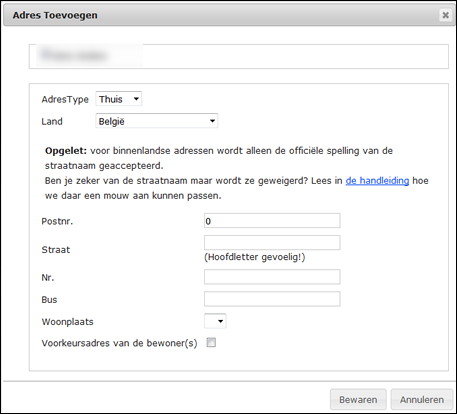 Adres Toevoegen
AdresType Thuis
Land België
Opgelet: voor binnenlandse adressen wordt alleen de officiële spelling van de
straatnaam geaccepteerd.
Ben je zeker van de straatnaam maar wordt ze geweigerd? Lees in de handleiding hoe
we daar een mouw aan kunnen passen.
Postnr. 0
Straat
(Hoofdletter gevoelig!)
Nr.
Bus
Woonplaats
Voorkeursadres van de bewoner(s)
Bewaren Annuleren